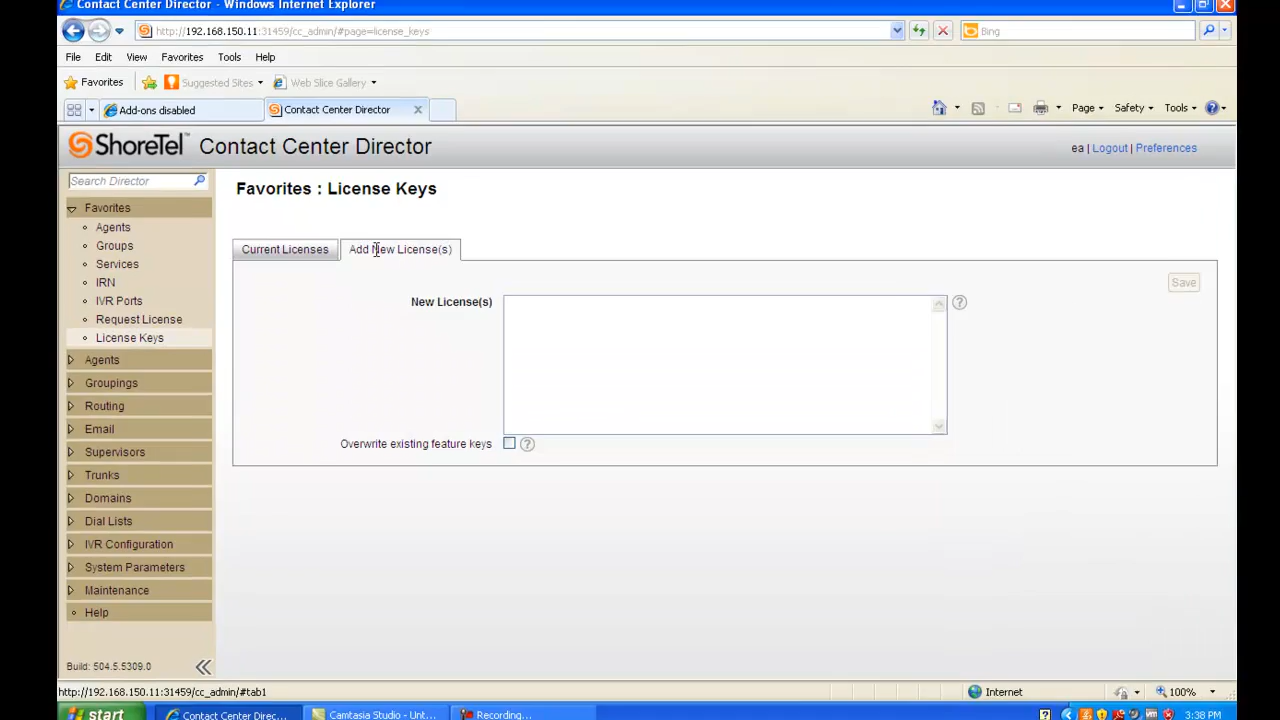 Contact Center Director - Windows Internet Explorer
http://192.168.150.11:31459/cc_admin/#page=license_keys
Bing
File Edit View Favorites Tools Help
Favorites Suggested Sites Web Slice Gallery
Add-ons disabled Contact Center Director Page Safety Tools
ShoreTel™ Contact Center Director ea | Logout | Preferences
Search Director
Favorites : License Keys
Favorites
Agents
Groups
Services
IRN
IVR Ports
Request License
License Keys
Agents
Groupings
Routing
Email
Supervisors
Trunks
Domains
Dial Lists
IVR Configuration
System Parameters
Maintenance
Help
Build: 504.5.5309.0
Current Licenses Add New License(s)
Save
New License(s) ?
Overwrite existing feature keys ?
http://192.168.150.11:31459/cc_admin/#tab1 Internet 100%
start Contact Center Direc... Camtasia Studio - Unt... Recording... 3:38 PM